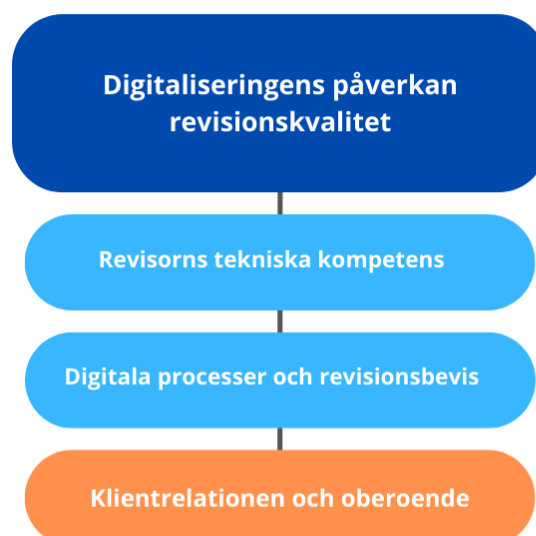 Digitaliseringens påverkan
revisionskvalitet
Revisorns tekniska kompetens
Digitala processer och revisionsbevis
Klientrelationen och oberoende